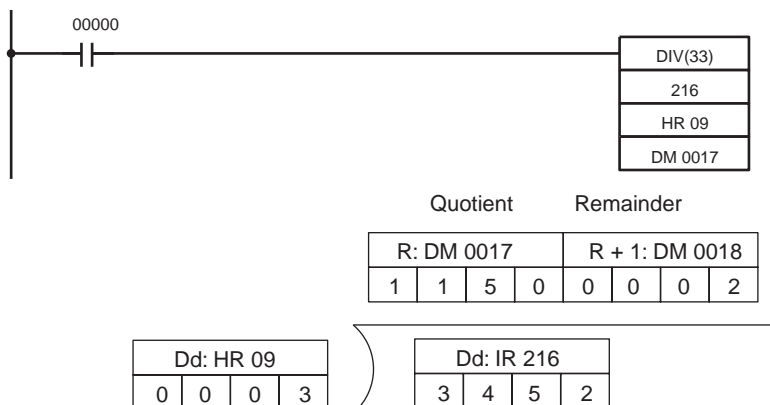 00000
DIV(33)
216
HR 09
DM 0017
Quotient Remainder
R: DM 0017 R + 1: DM 0018
1 1 5 0 0 0 0 2
Dd: HR 09 Dd: IR 216
0 0 0 3 3 4 5 2